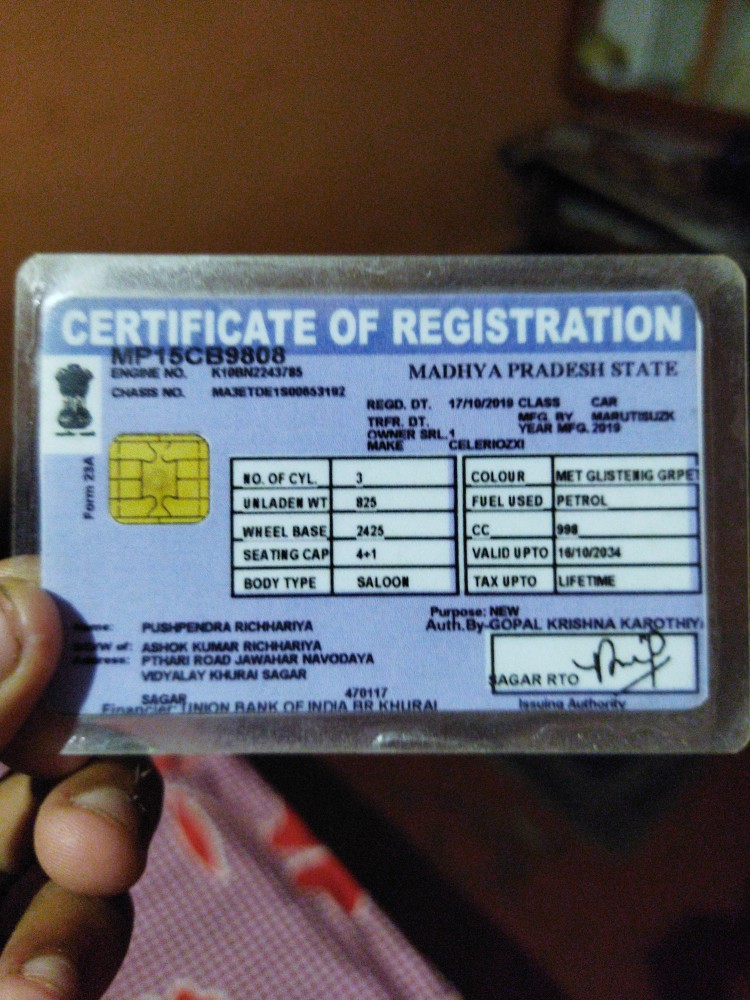 CERTIFICATE OF REGISTRATION
MP15CB9808
ENGINE NO. K10BN2243785
MADHYA PRADESH STATE
CHASIS NO. MA3ETDE1S00653192
REGD. DT. 17/10/2019 CLASS CAR
TRFR. DT. MFG. BY MARUTISUZK
OWNER SRL.1 YEAR MFG. 2019
MAKE CELERIOZXI
Form 23A
NO. OF CYL. 3 COLOUR MET GLISTENIG GRPET
UNLADEN WT 825 FUEL USED PETROL
WHEEL BASE 2425 CC 998
SEATING CAP 4+1 VALID UPTO 16/10/2034
BODY TYPE SALOON TAX UPTO LIFETIME
Purpose: NEW
Name: PUSHPENDRA RICHHARIYA Auth.By-GOPAL KRISHNA KAROTHIY
ASHOK KUMAR RICHHARIYA
Address: PTHARI ROAD JAWAHAR NAVODAYA
VIDYALAY KHURAI SAGAR
SAGAR RTO
SAGAR 470117
Financier: UNION BANK OF INDIA BR KHURAI Issuing Authority